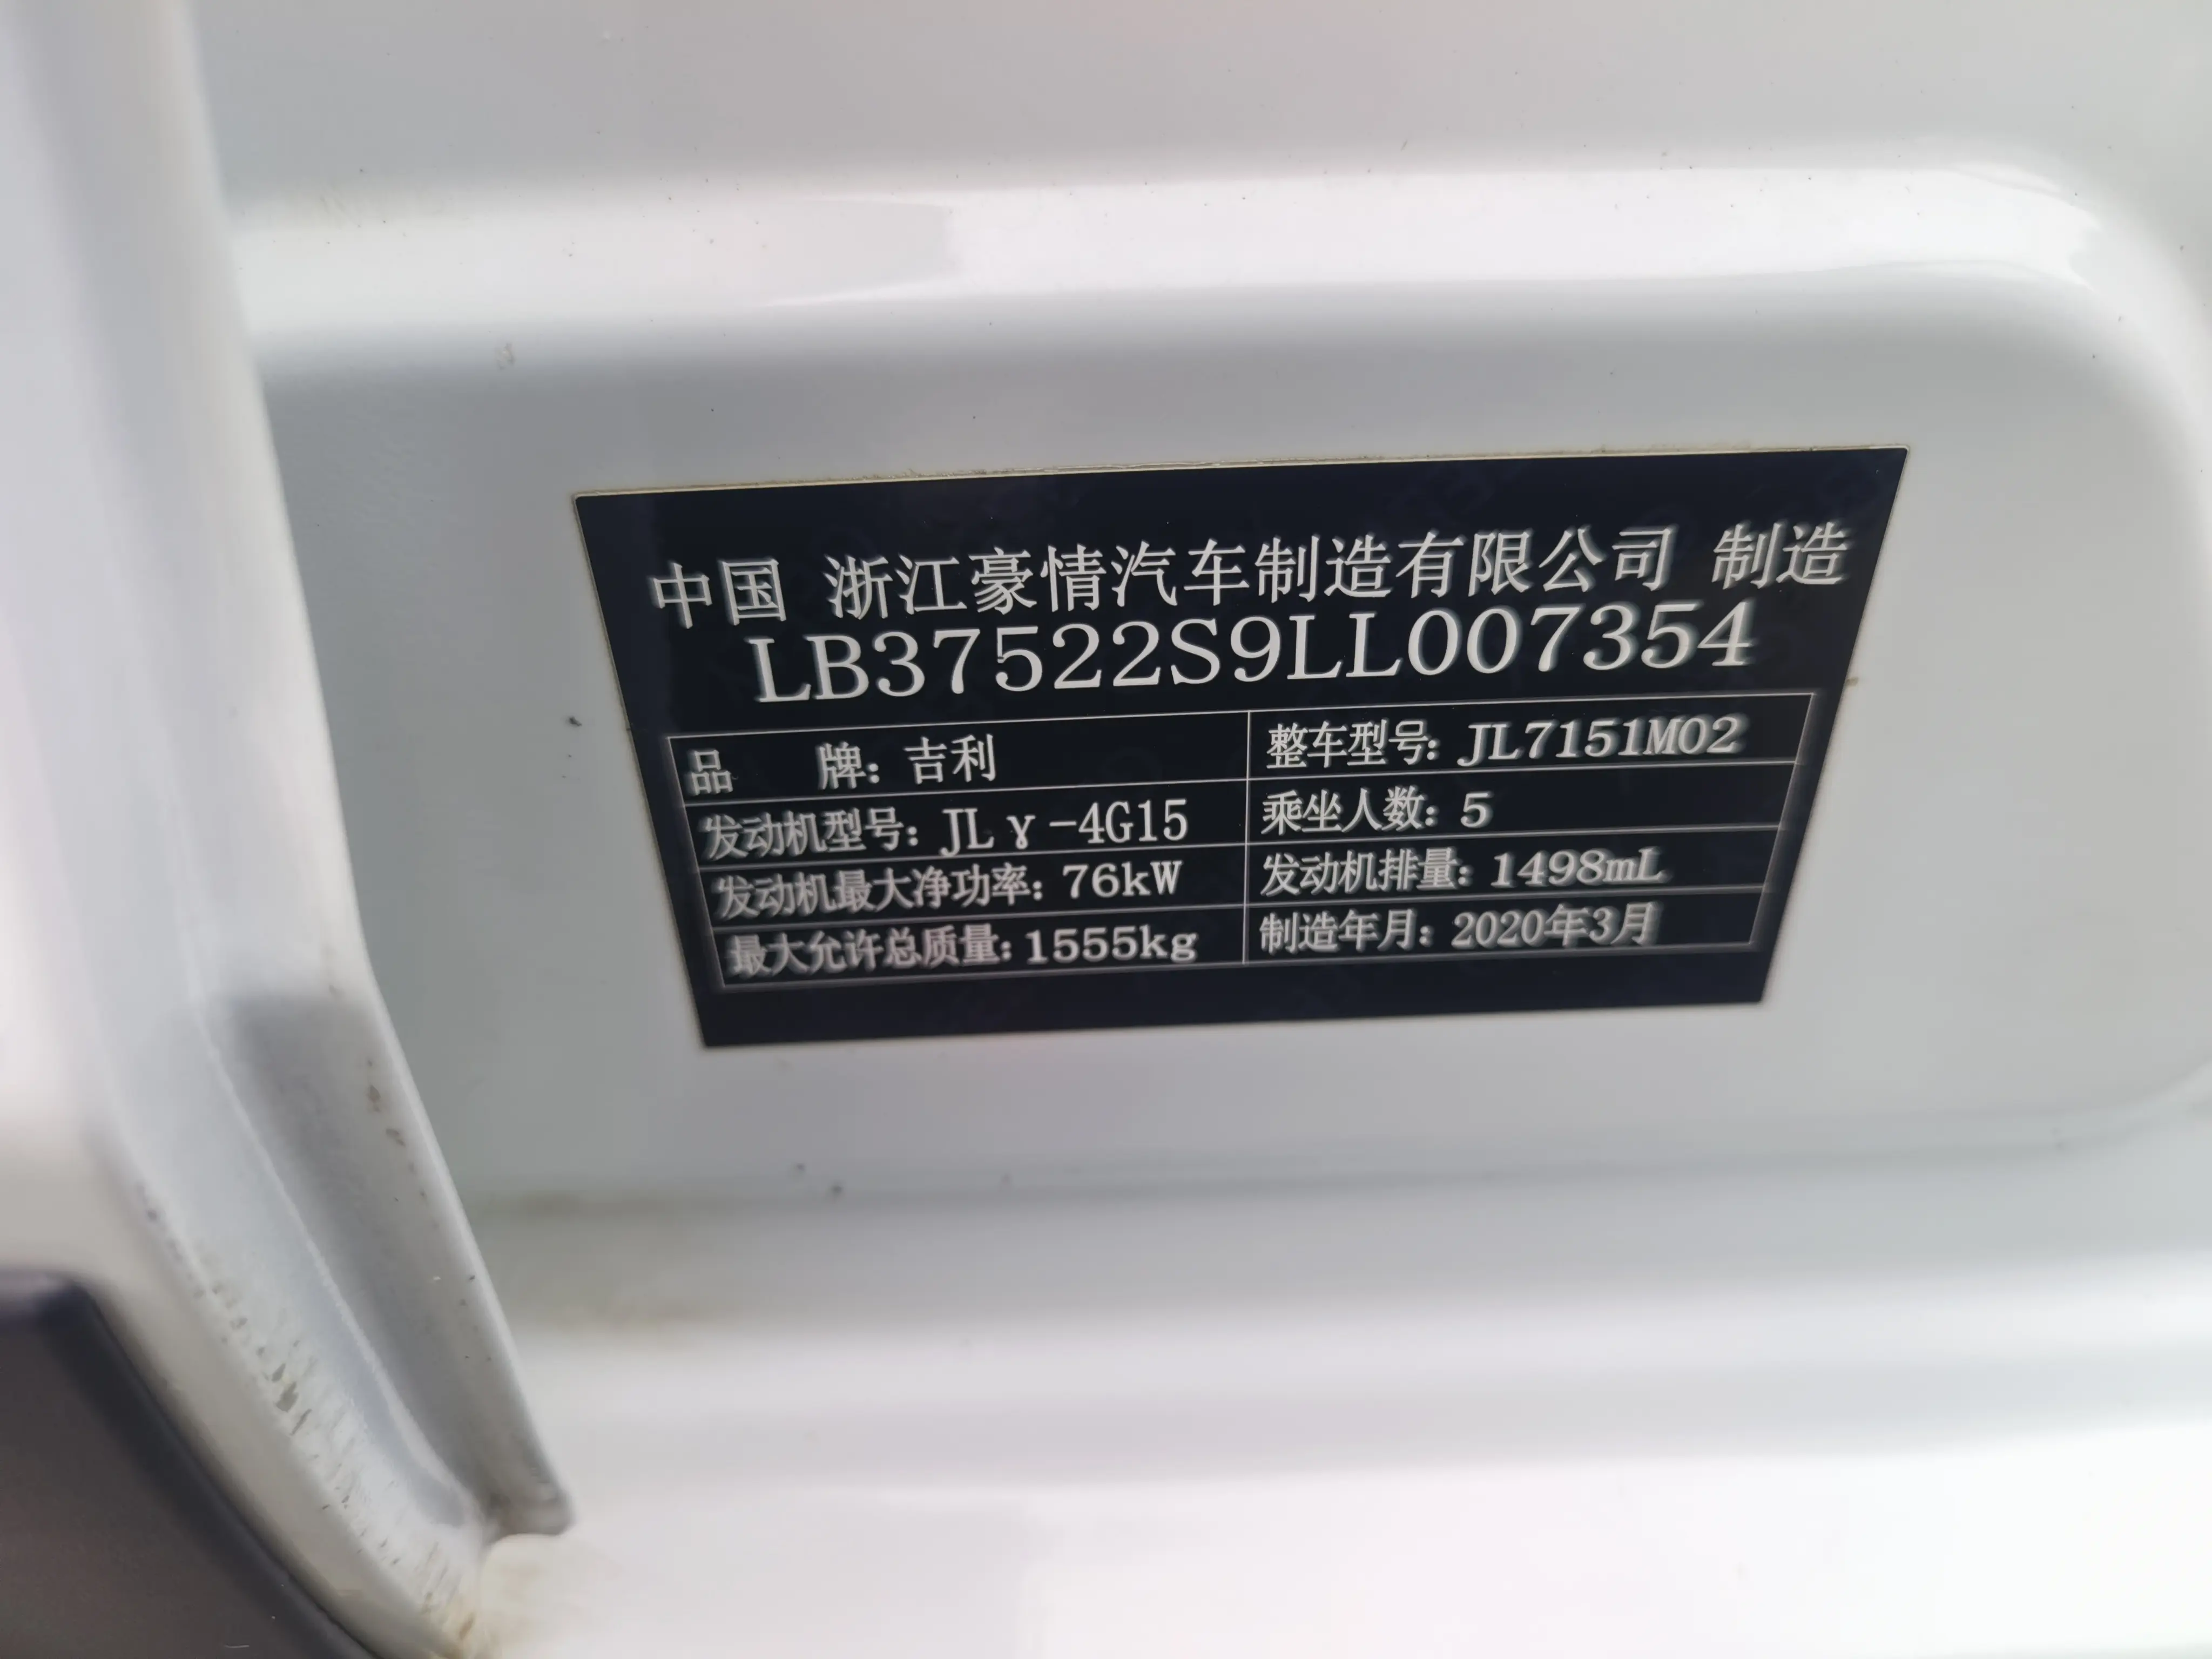 中国 浙江豪情汽车制造有限公司 制造
LB37522S9LL007354
品 牌：吉利 整车型号：JL7151M02
发动机型号：JLγ-4G15 乘坐人数：5
发动机最大净功率：76kW 发动机排量：1498mL
最大允许总质量：1555kg 制造年月：2020年3月